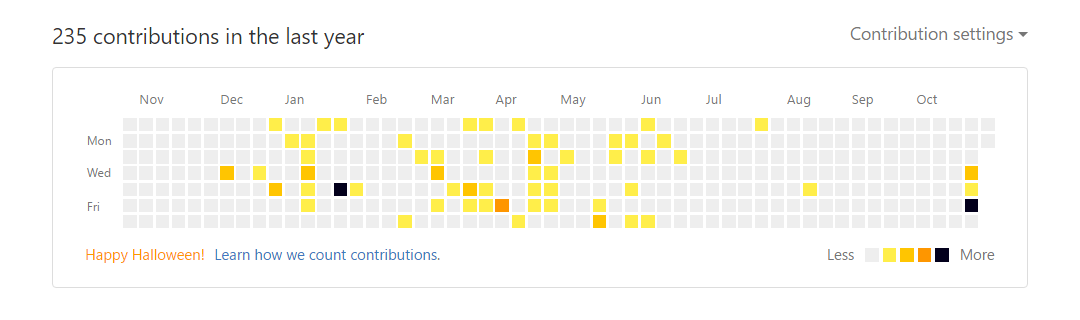 235 contributions in the last year
Contribution settings
Nov Dec Jan Feb Mar Apr May Jun Jul Aug Sep Oct
Mon
Wed
Fri
Happy Halloween! Learn how we count contributions.
Less More